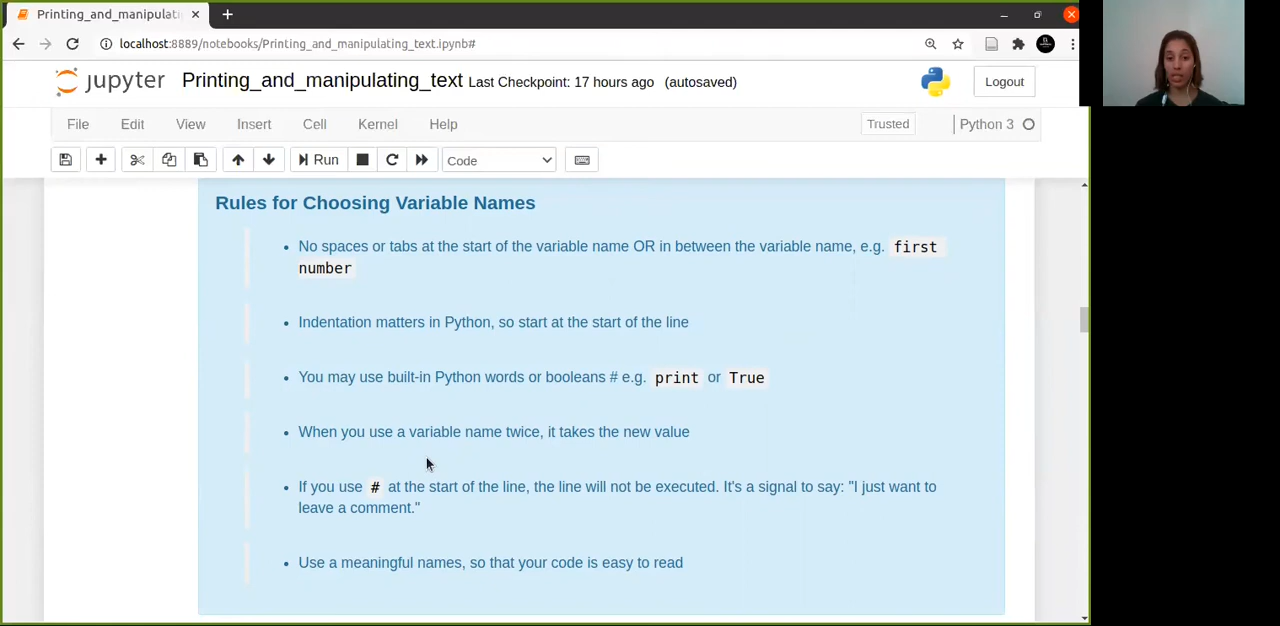 Printing_and_manipulati
localhost:8889/notebooks/Printing_and_manipulating_text.ipynb#
jupyter Printing_and_manipulating_text Last Checkpoint: 17 hours ago (autosaved) Logout
File Edit View Insert Cell Kernel Help Trusted Python 3
Run Code
Rules for Choosing Variable Names
• No spaces or tabs at the start of the variable name OR in between the variable name, e.g. first
number
• Indentation matters in Python, so start at the start of the line
• You may use built-in Python words or booleans # e.g. print or True
• When you use a variable name twice, it takes the new value
• If you use # at the start of the line, the line will not be executed. It's a signal to say: "I just want to
leave a comment."
• Use a meaningful names, so that your code is easy to read